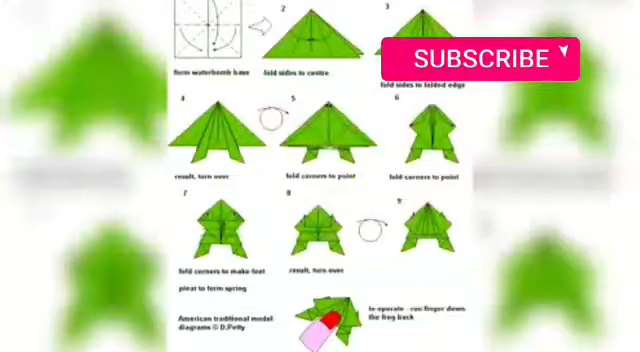 2
3
SUBSCRIBE
form waterbomb base
fold sides to centre
fold sides to folded edge
4
5
6
result, turn over
fold corners to point
fold corners to point
7
8
9
fold corners to make feet
result, turn over
pleat to form spring
American traditional model
diagrams © D.Petty
to operate - run finger down
the frog back